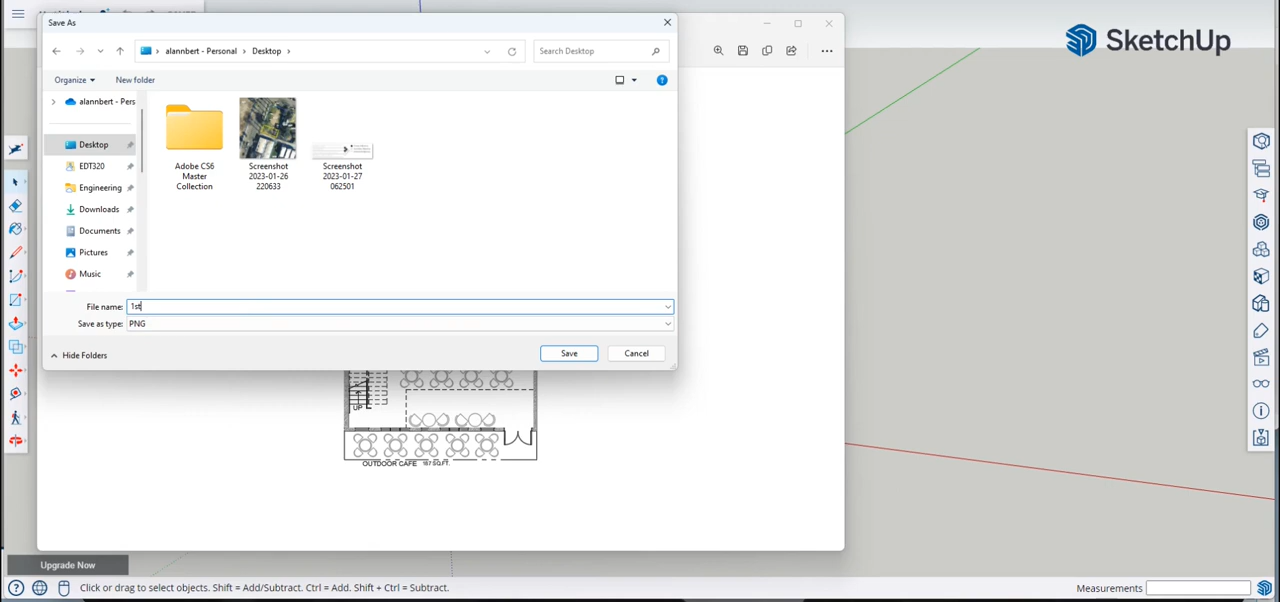 Save As
SketchUp
alannbert - Personal > Desktop >
Search Desktop
Organize
New folder
alannbert - Pers
Desktop
EDT320
Engineering
Downloads
Documents
Pictures
Music
Adobe CS6
Master
Collection
Screenshot
2023-01-26
220633
Screenshot
2023-01-27
062501
File name: 1st
Save as type: PNG
Hide Folders
Save
Cancel
UP
OUTDOOR CAFE 157 SQ.FT.
Upgrade Now
Click or drag to select objects. Shift = Add/Subtract. Ctrl = Add. Shift + Ctrl = Subtract.
Measurements